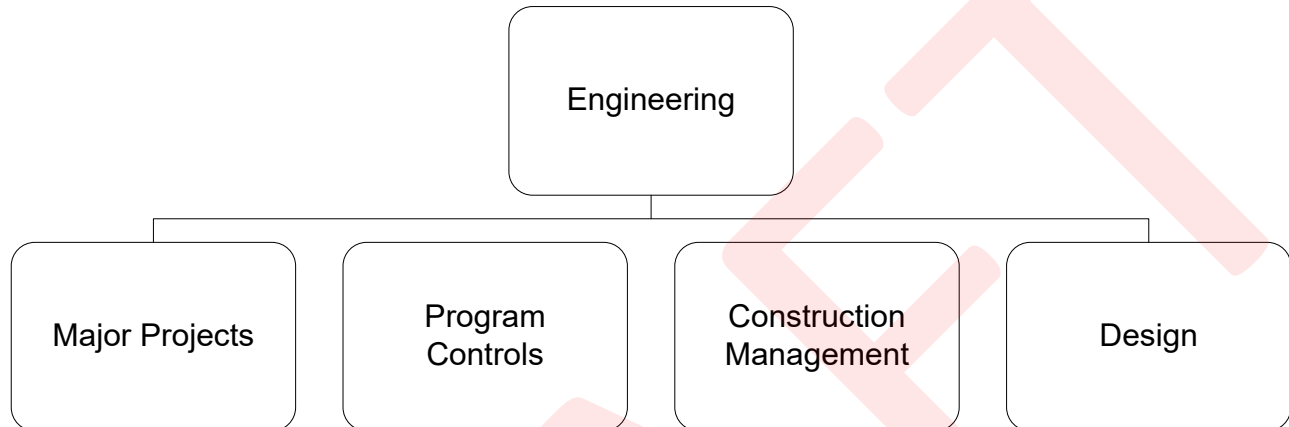 Engineering
Major Projects
Program
Controls
Construction
Management
Design